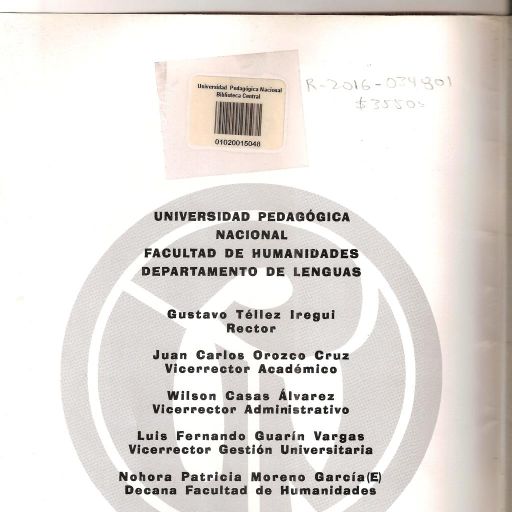 Universidad Pedagógica Nacional
Biblioteca Central
01020015048
R-2016-034801
UNIVERSIDAD PEDAGÓGICA
NACIONAL
FACULTAD DE HUMANIDADES
DEPARTAMENTO DE LENGUAS
Gustavo Téllez Iregui
Rector
Juan Carlos Orozco Cruz
Vicerrector Académico
Wilson Casas Álvarez
Vicerrector Administrativo
Luis Fernando Guarín Vargas
Vicerrector Gestión Universitaria
Nohora Patricia Moreno García(E)
Decana Facultad de Humanidades